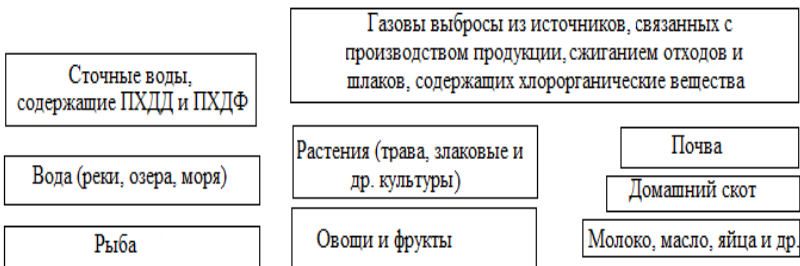 Сточные воды,
содержащие ПХДД и ПХДФ
Газовы выбросы из источников, связанных с
производством продукции, сжиганием отходов и
шлаков, содержащих хлорорганические вещества
Вода (реки, озера, моря)
Растения (трава, злаковые и
др. культуры)
Почва
Домашний скот
Рыба
Овощи и фрукты
Молоко, масло, яйца и др.